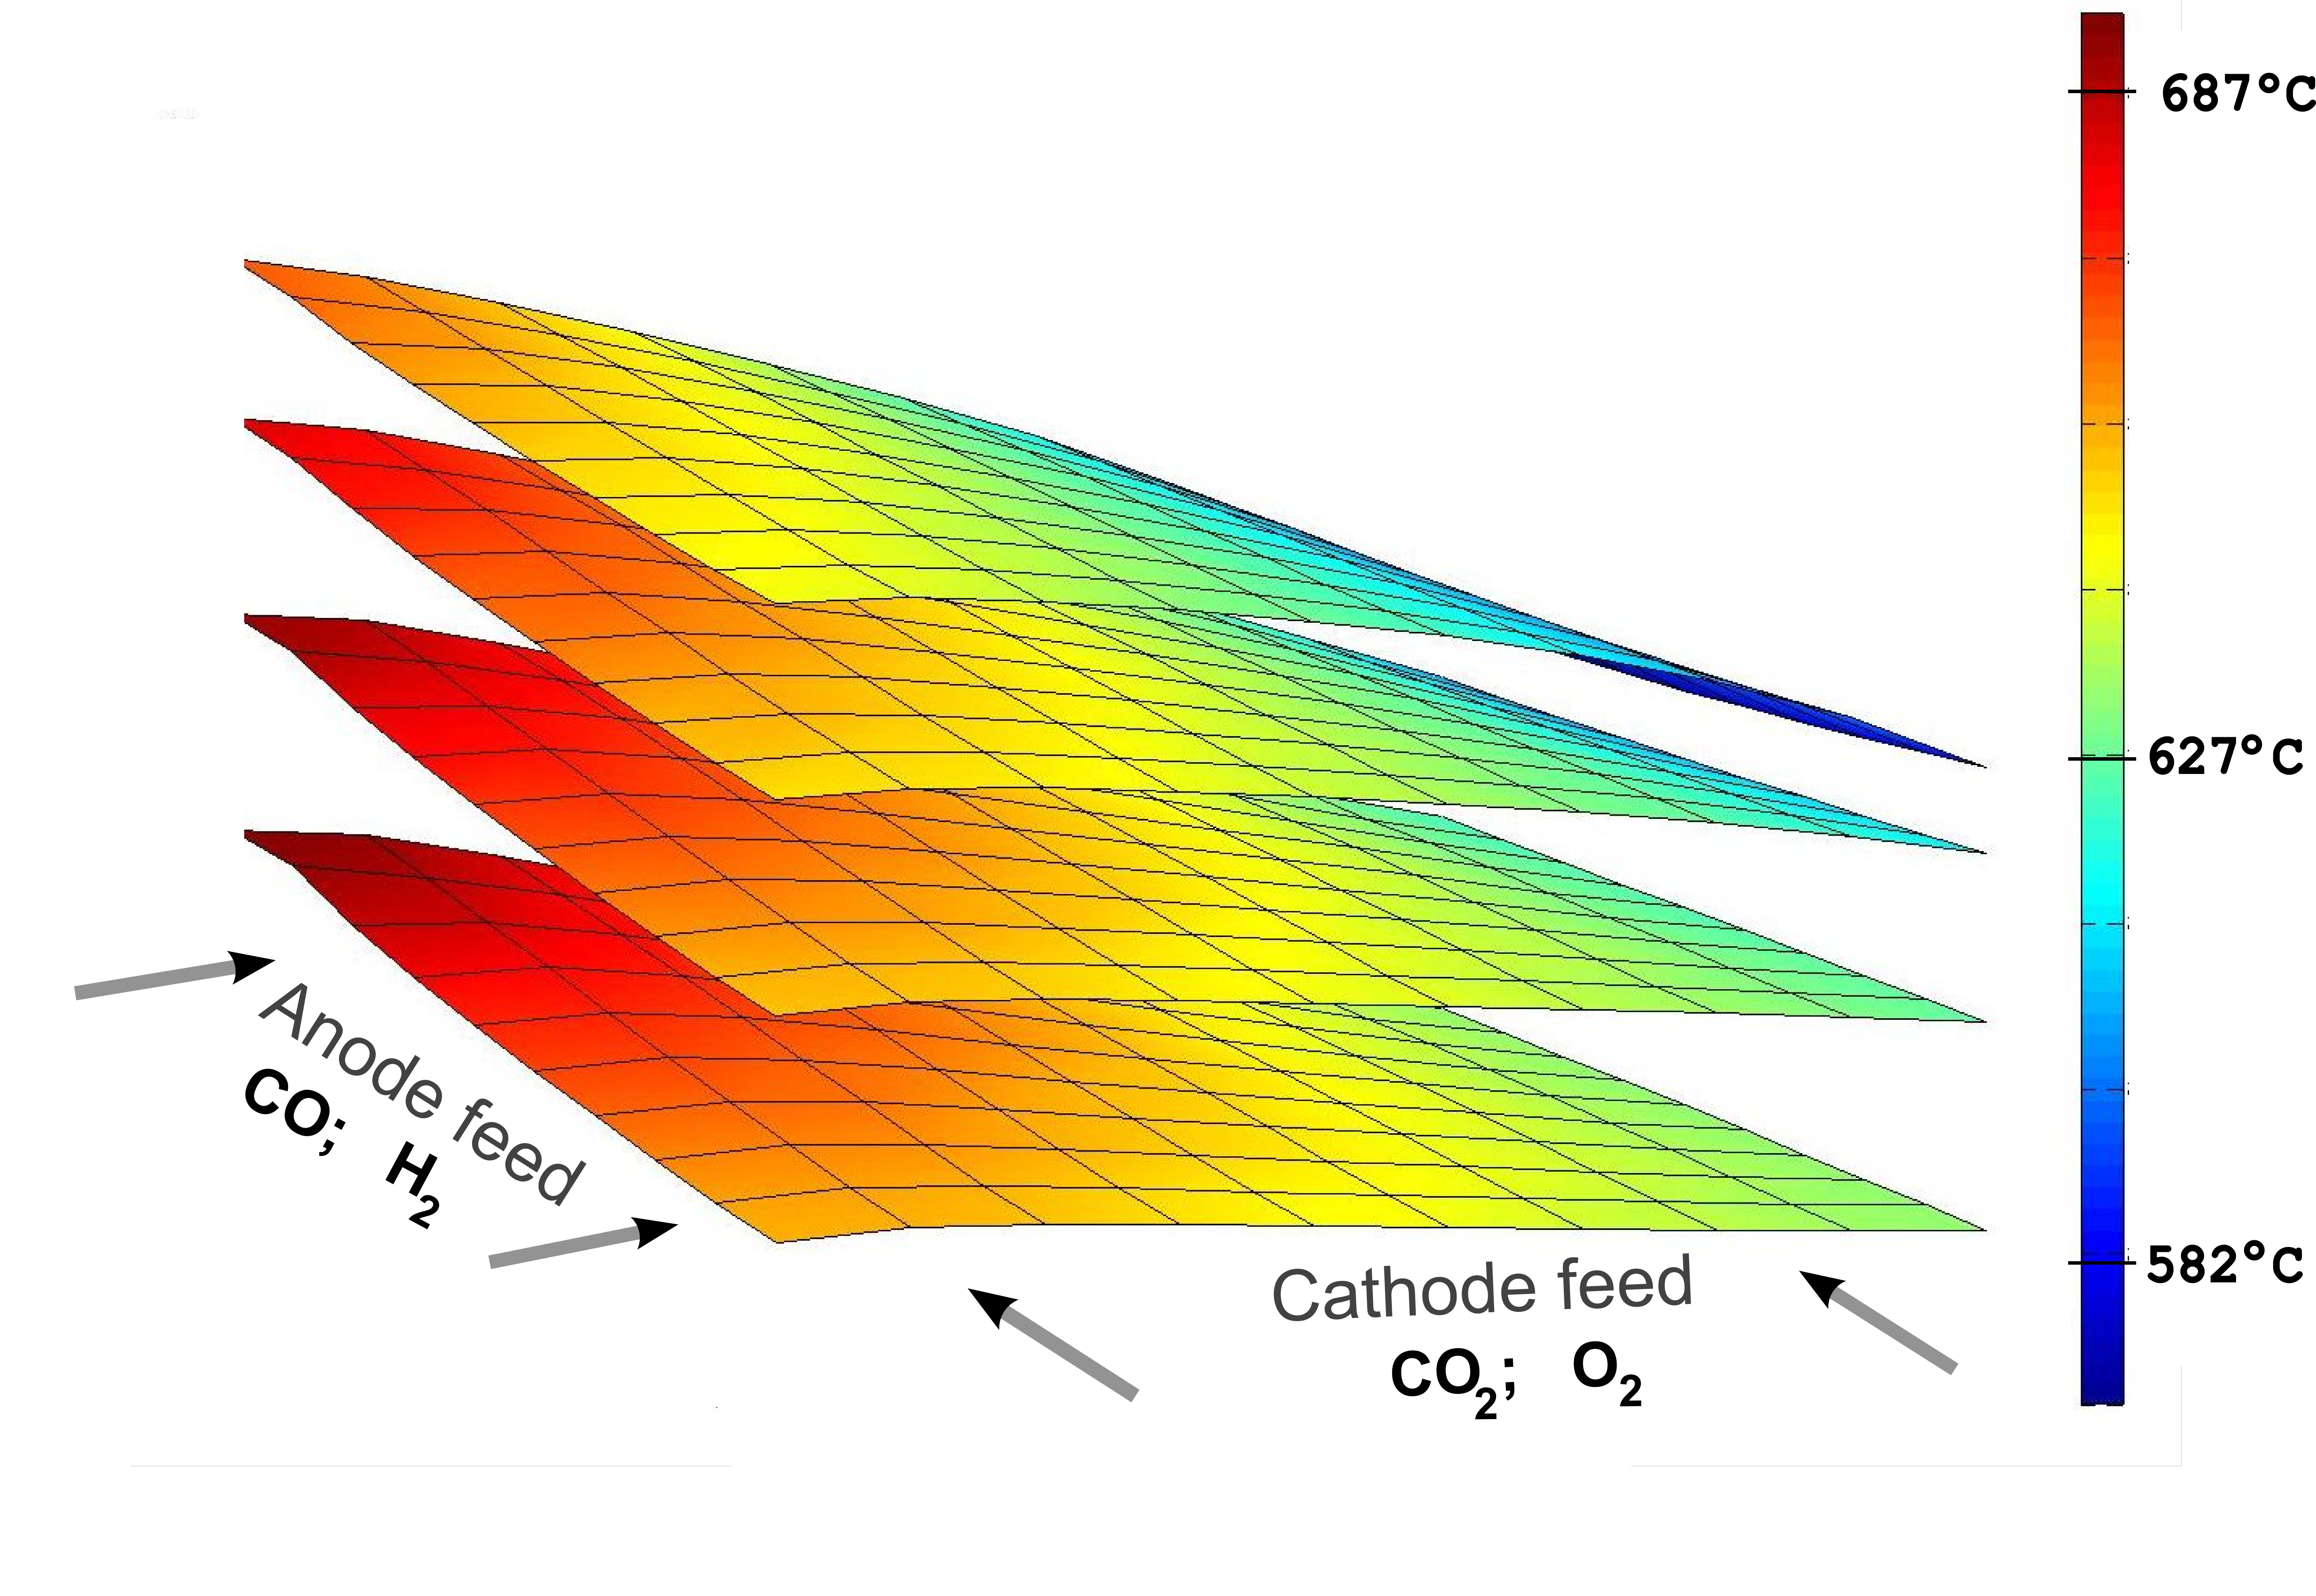 687°C
627°C
582°C
Anode feed
CO; H₂
Cathode feed
CO₂; O₂